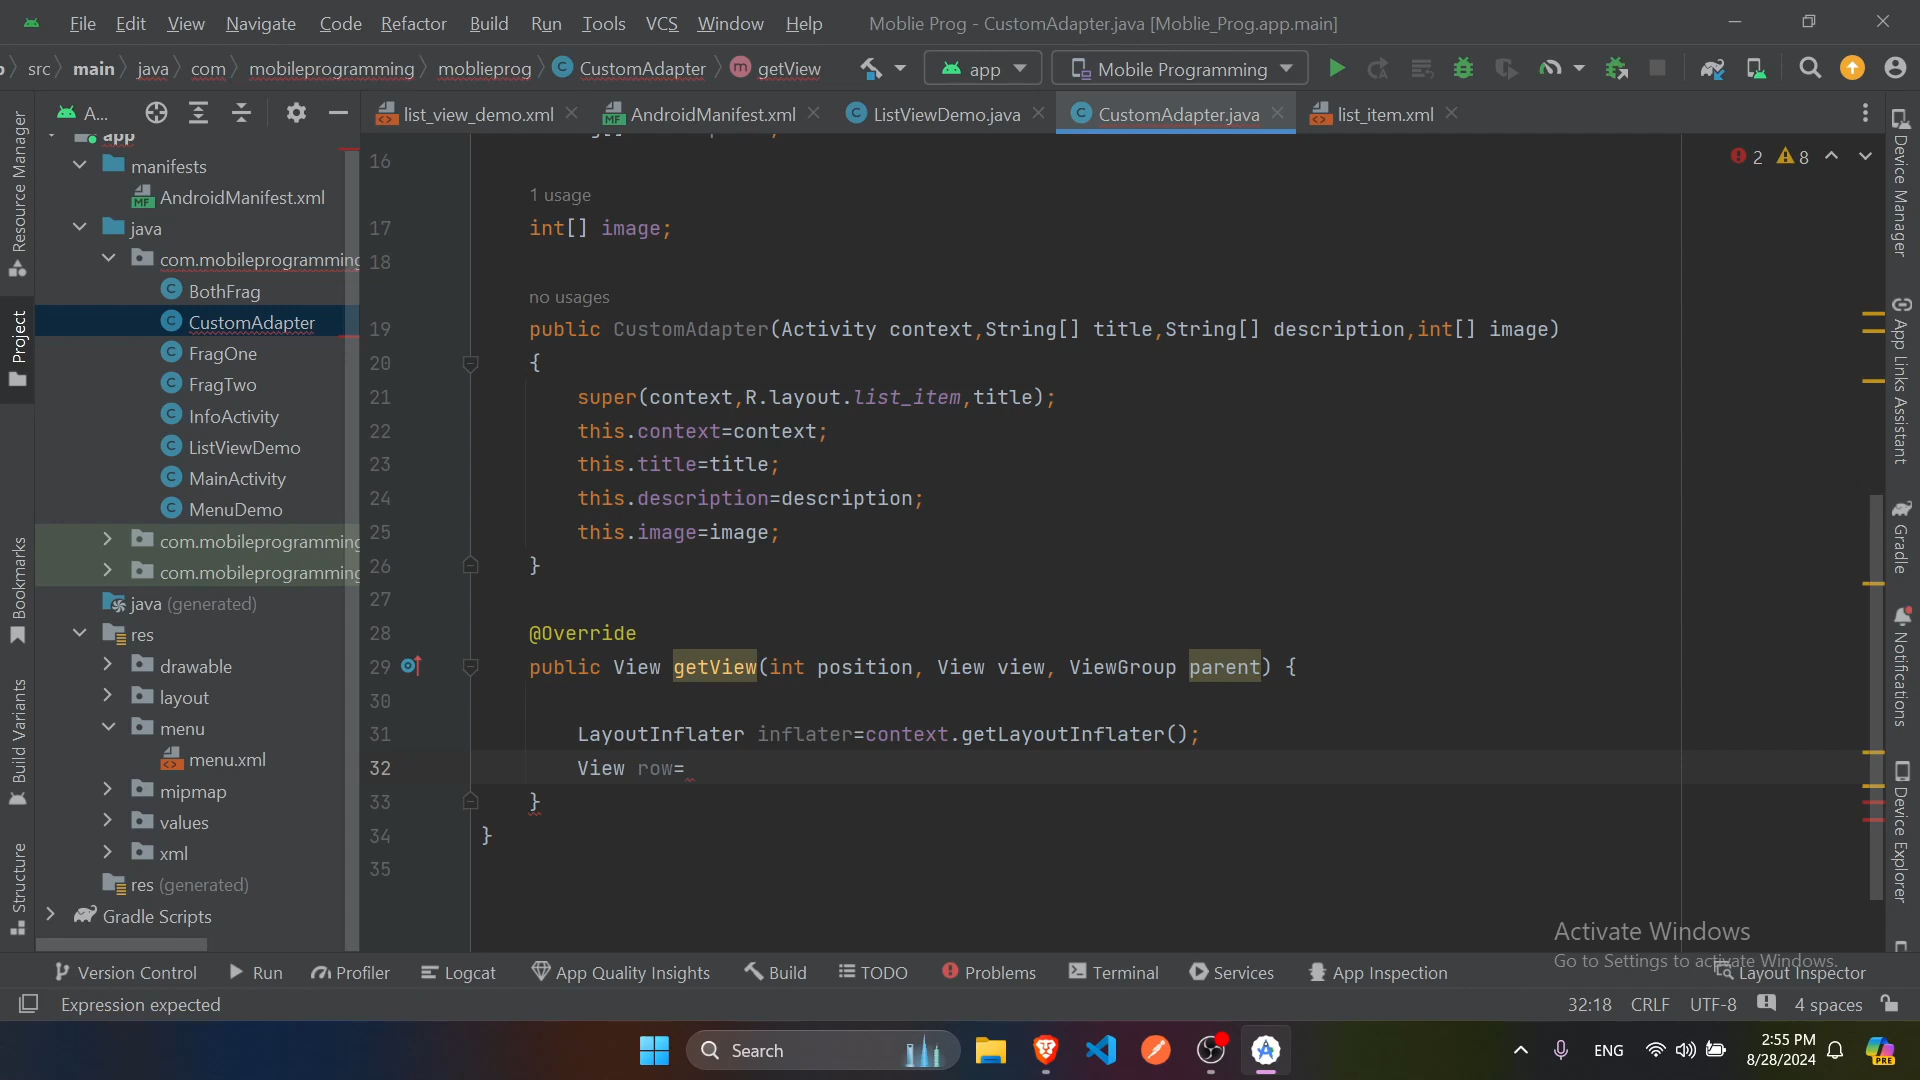 File Edit View Navigate Code Refactor Build Run Tools VCS Window Help Moblie Prog - CustomAdapter.java [Moblie_Prog.app.main]
src main java com mobileprogramming moblieprog CustomAdapter getView app Mobile Programming
A... list_view_demo.xml AndroidManifest.xml ListViewDemo.java CustomAdapter.java list_item.xml
Resource Manager
Project
Bookmarks
Build Variants
Structure
app
manifests
AndroidManifest.xml
java
com.mobileprogramming
BothFrag
CustomAdapter
FragOne
FragTwo
InfoActivity
ListViewDemo
MainActivity
MenuDemo
com.mobileprogramming
com.mobileprogramming
java (generated)
res
drawable
layout
menu
menu.xml
mipmap
values
xml
res (generated)
Gradle Scripts
2 8
16
1 usage
17 int[] image;
18
no usages
19 public CustomAdapter(Activity context,String[] title,String[] description,int[] image)
20 {
21 super(context,R.layout.list_item,title);
22 this.context=context;
23 this.title=title;
24 this.description=description;
25 this.image=image;
26 }
27
28 @Override
29 public View getView(int position, View view, ViewGroup parent) {
30
31 LayoutInflater inflater=context.getLayoutInflater();
32 View row=
33 }
34 }
35
Device Manager
App Links Assistant
Gradle
Notifications
Device Explorer
Activate Windows
Go to Settings to activate Windows.
Version Control Run Profiler Logcat App Quality Insights Build TODO Problems Terminal Services App Inspection Layout Inspector
Expression expected 32:18 CRLF UTF-8 4 spaces
Search ENG 2:55 PM
8/28/2024
PRE